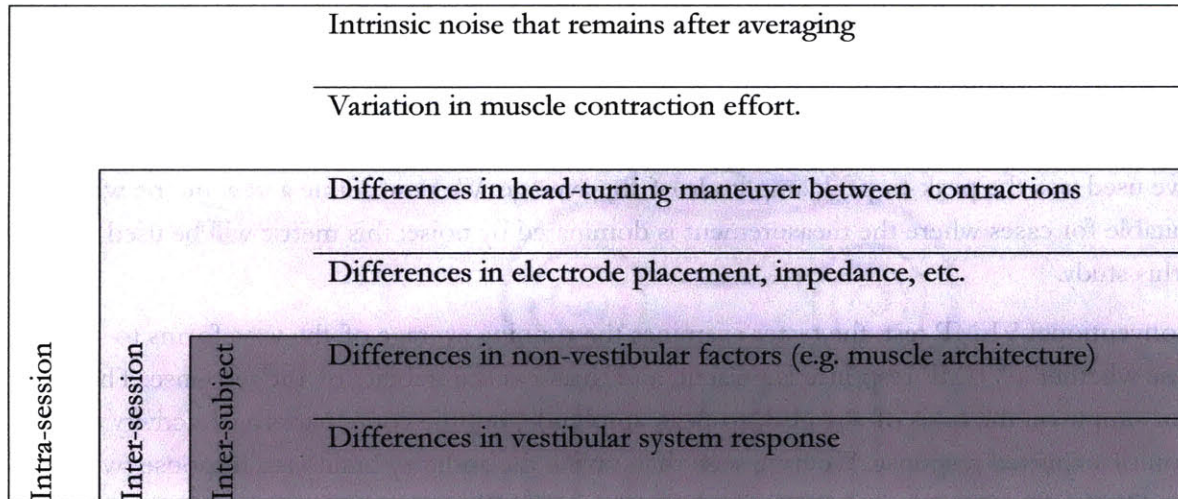 Intrinsic noise that remains after averaging
Variation in muscle contraction effort.
Differences in head-turning maneuver between contractions
Differences in electrode placement, impedance, etc.
Differences in non-vestibular factors (e.g. muscle architecture)
Differences in vestibular system response
Intra-session
Inter-session
Inter-subject